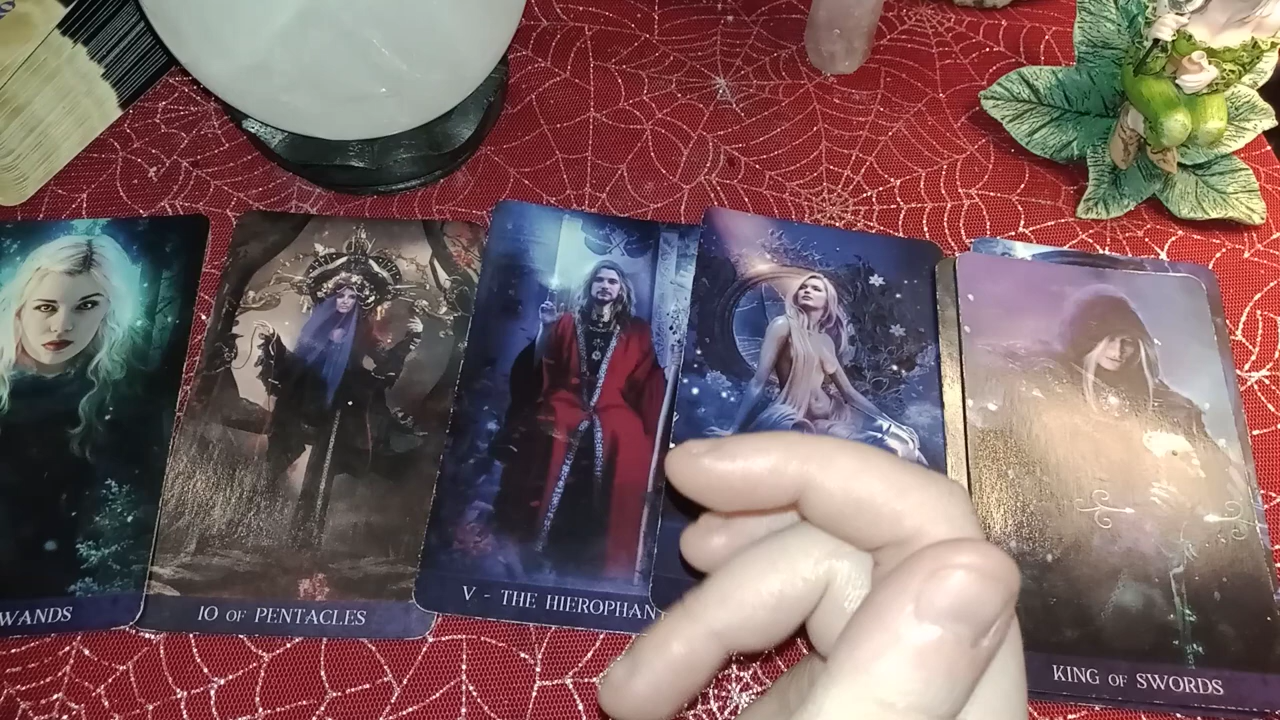 WANDS
10 OF PENTACLES
V - THE HIEROPHAN
KING OF SWORDS